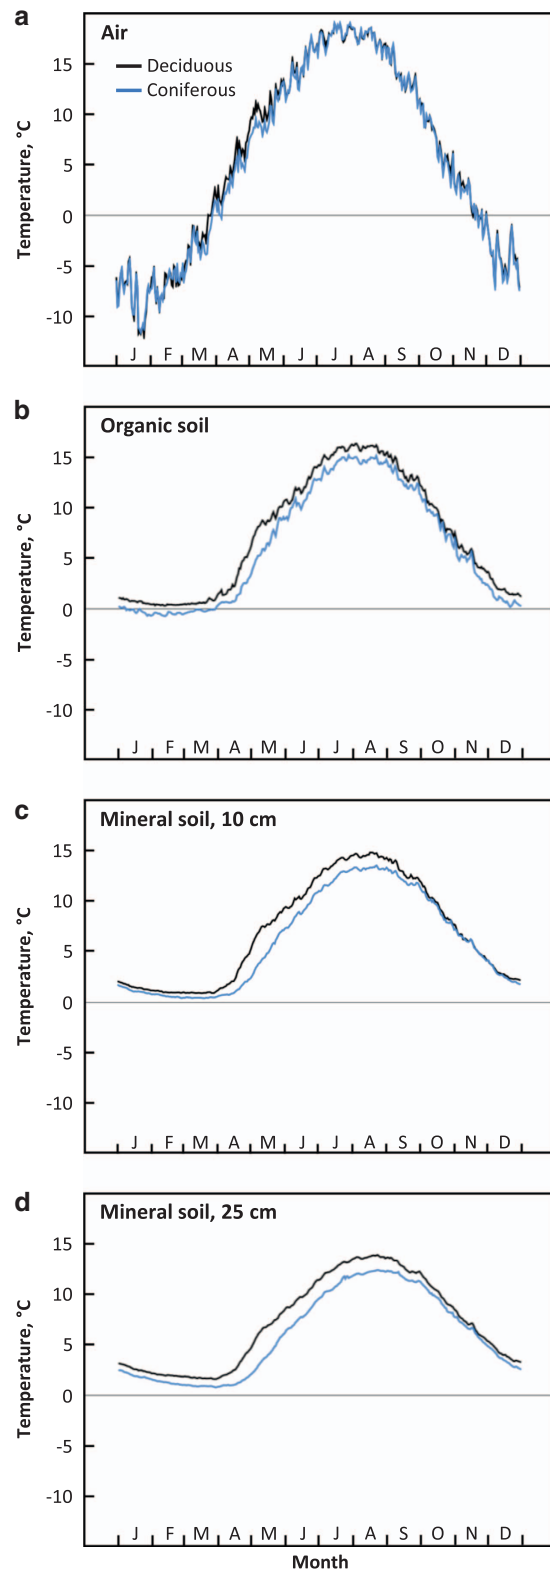 a
Air
Deciduous
Coniferous
Temperature, °C
15
10
5
0
-5
-10
J F M A M J J A S O N D
b
Organic soil
Temperature, °C
15
10
5
0
-5
-10
J F M A M J J A S O N D
c
Mineral soil, 10 cm
Temperature, °C
15
10
5
0
-5
-10
J F M A M J J A S O N D
d
Mineral soil, 25 cm
Temperature, °C
15
10
5
0
-5
-10
J F M A M J J A S O N D
Month